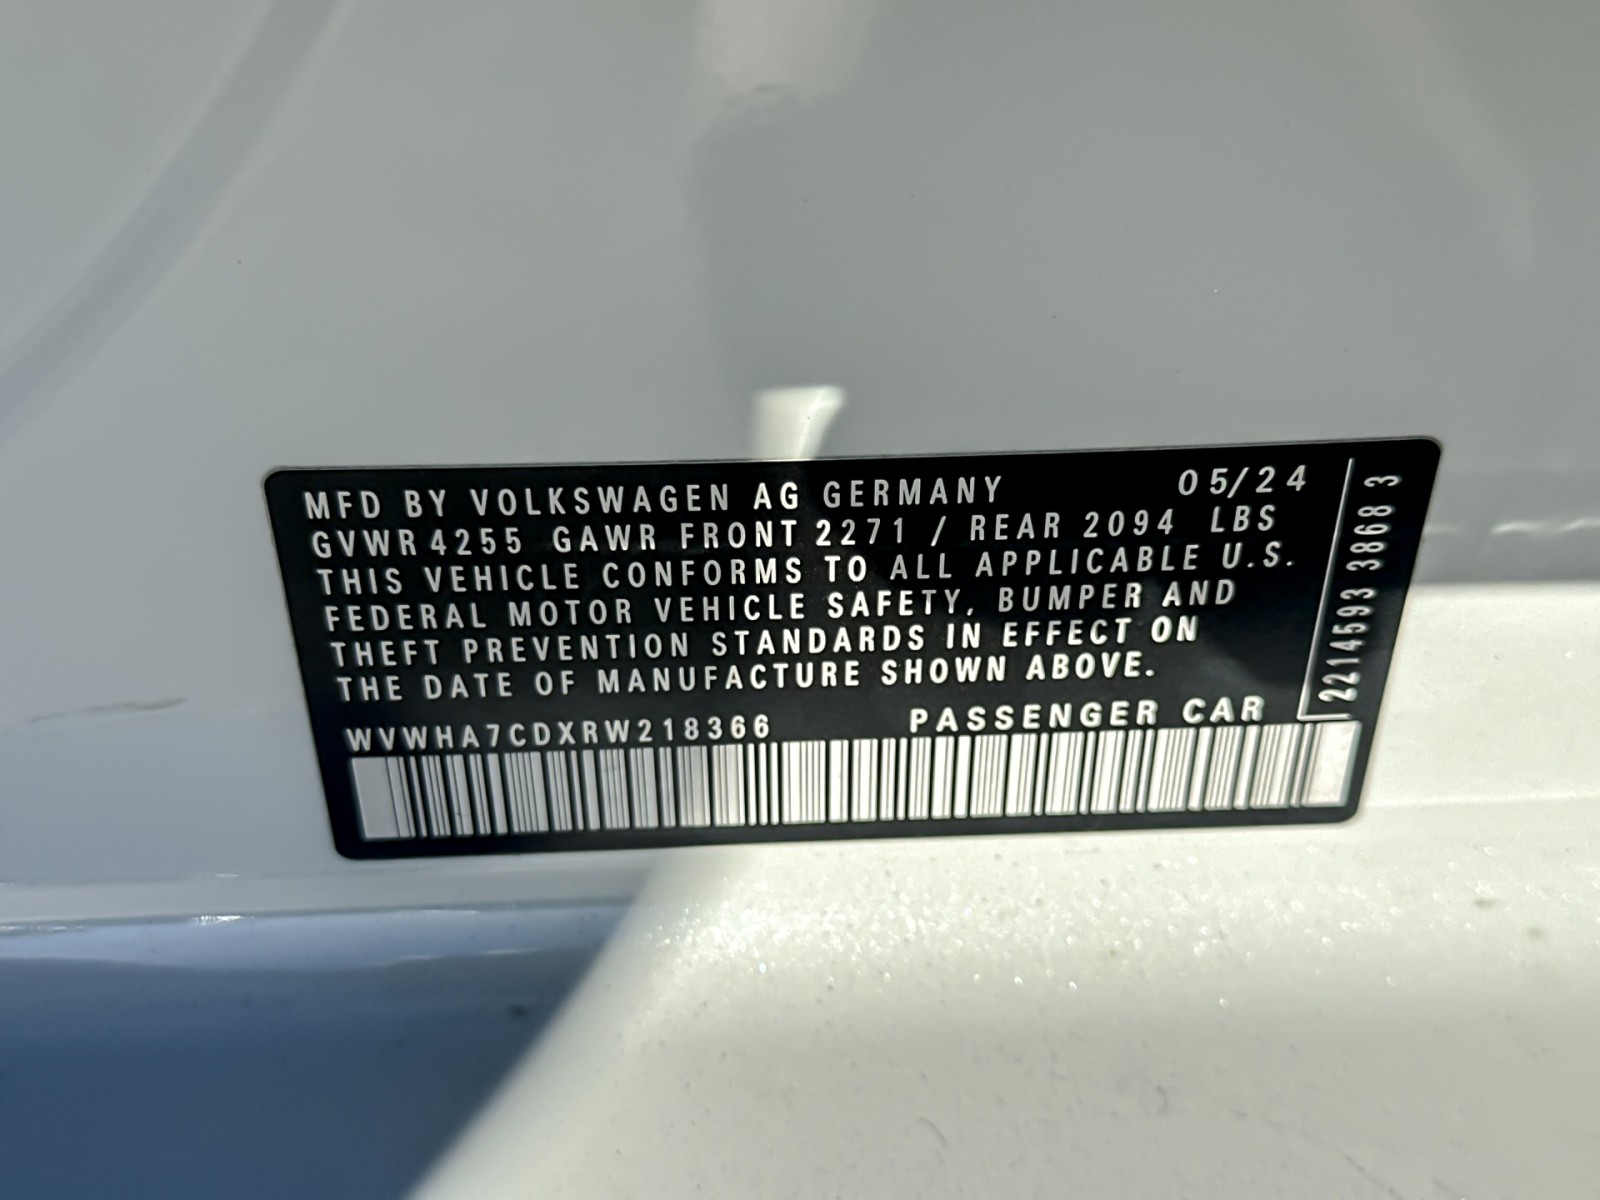 MFD BY VOLKSWAGEN AG GERMANY 05/24
GVWR 4255 GAWR FRONT 2271 / REAR 2094 LBS
THIS VEHICLE CONFORMS TO ALL APPLICABLE U.S.
FEDERAL MOTOR VEHICLE SAFETY, BUMPER AND
THEFT PREVENTION STANDARDS IN EFFECT ON
THE DATE OF MANUFACTURE SHOWN ABOVE.
WVWHA7CDXRW218366 PASSENGER CAR
2214593 3868 3